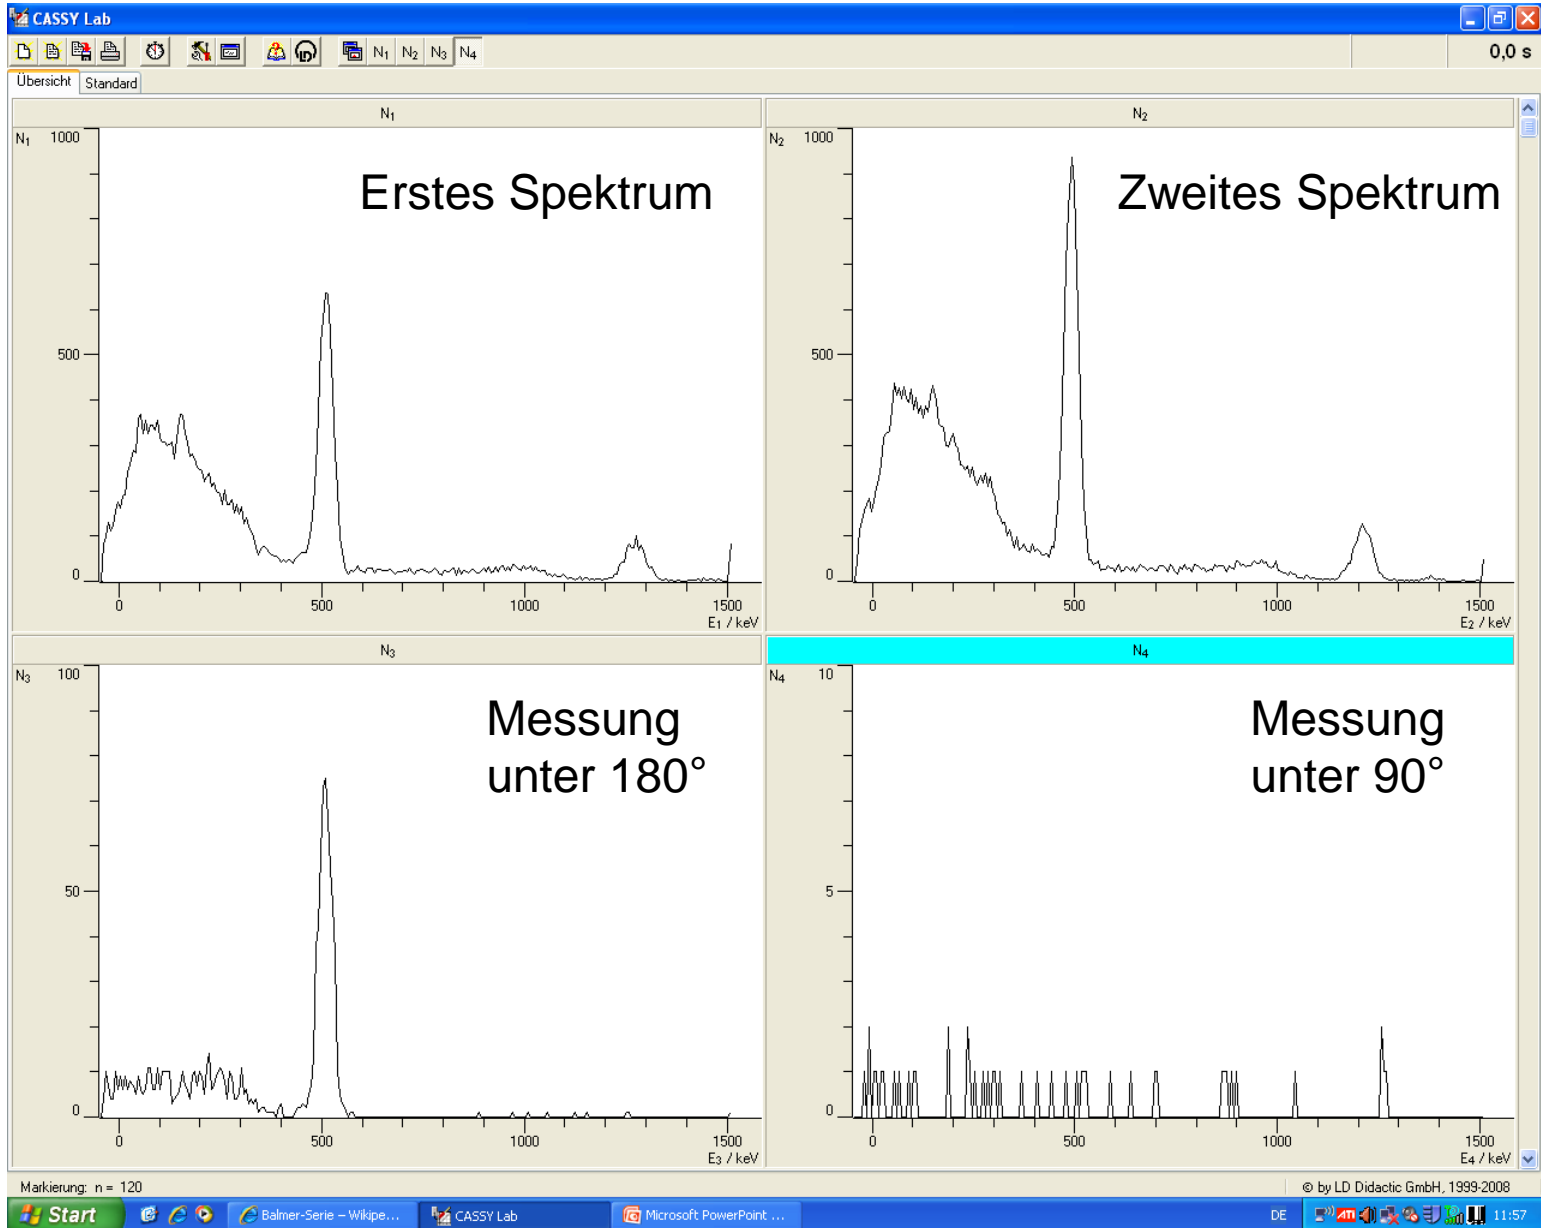 CASSY Lab
N1 N2 N3 N4
0,0 s
Übersicht Standard
N1
N1
1000
500
0
Erstes Spektrum
0 500 1000 1500
E1 / keV
N2
N2
1000
500
0
Zweites Spektrum
0 500 1000 1500
E2 / keV
N3
N3
100
50
0
Messung
unter 180°
0 500 1000 1500
E3 / keV
N4
N4
10
5
0
Messung
unter 90°
0 500 1000 1500
E4 / keV
Markierung: n = 120
© by LD Didactic GmbH, 1999-2008
Start Balmer-Serie – Wikipe... CASSY Lab Microsoft PowerPoint ... DE ATI 11:57